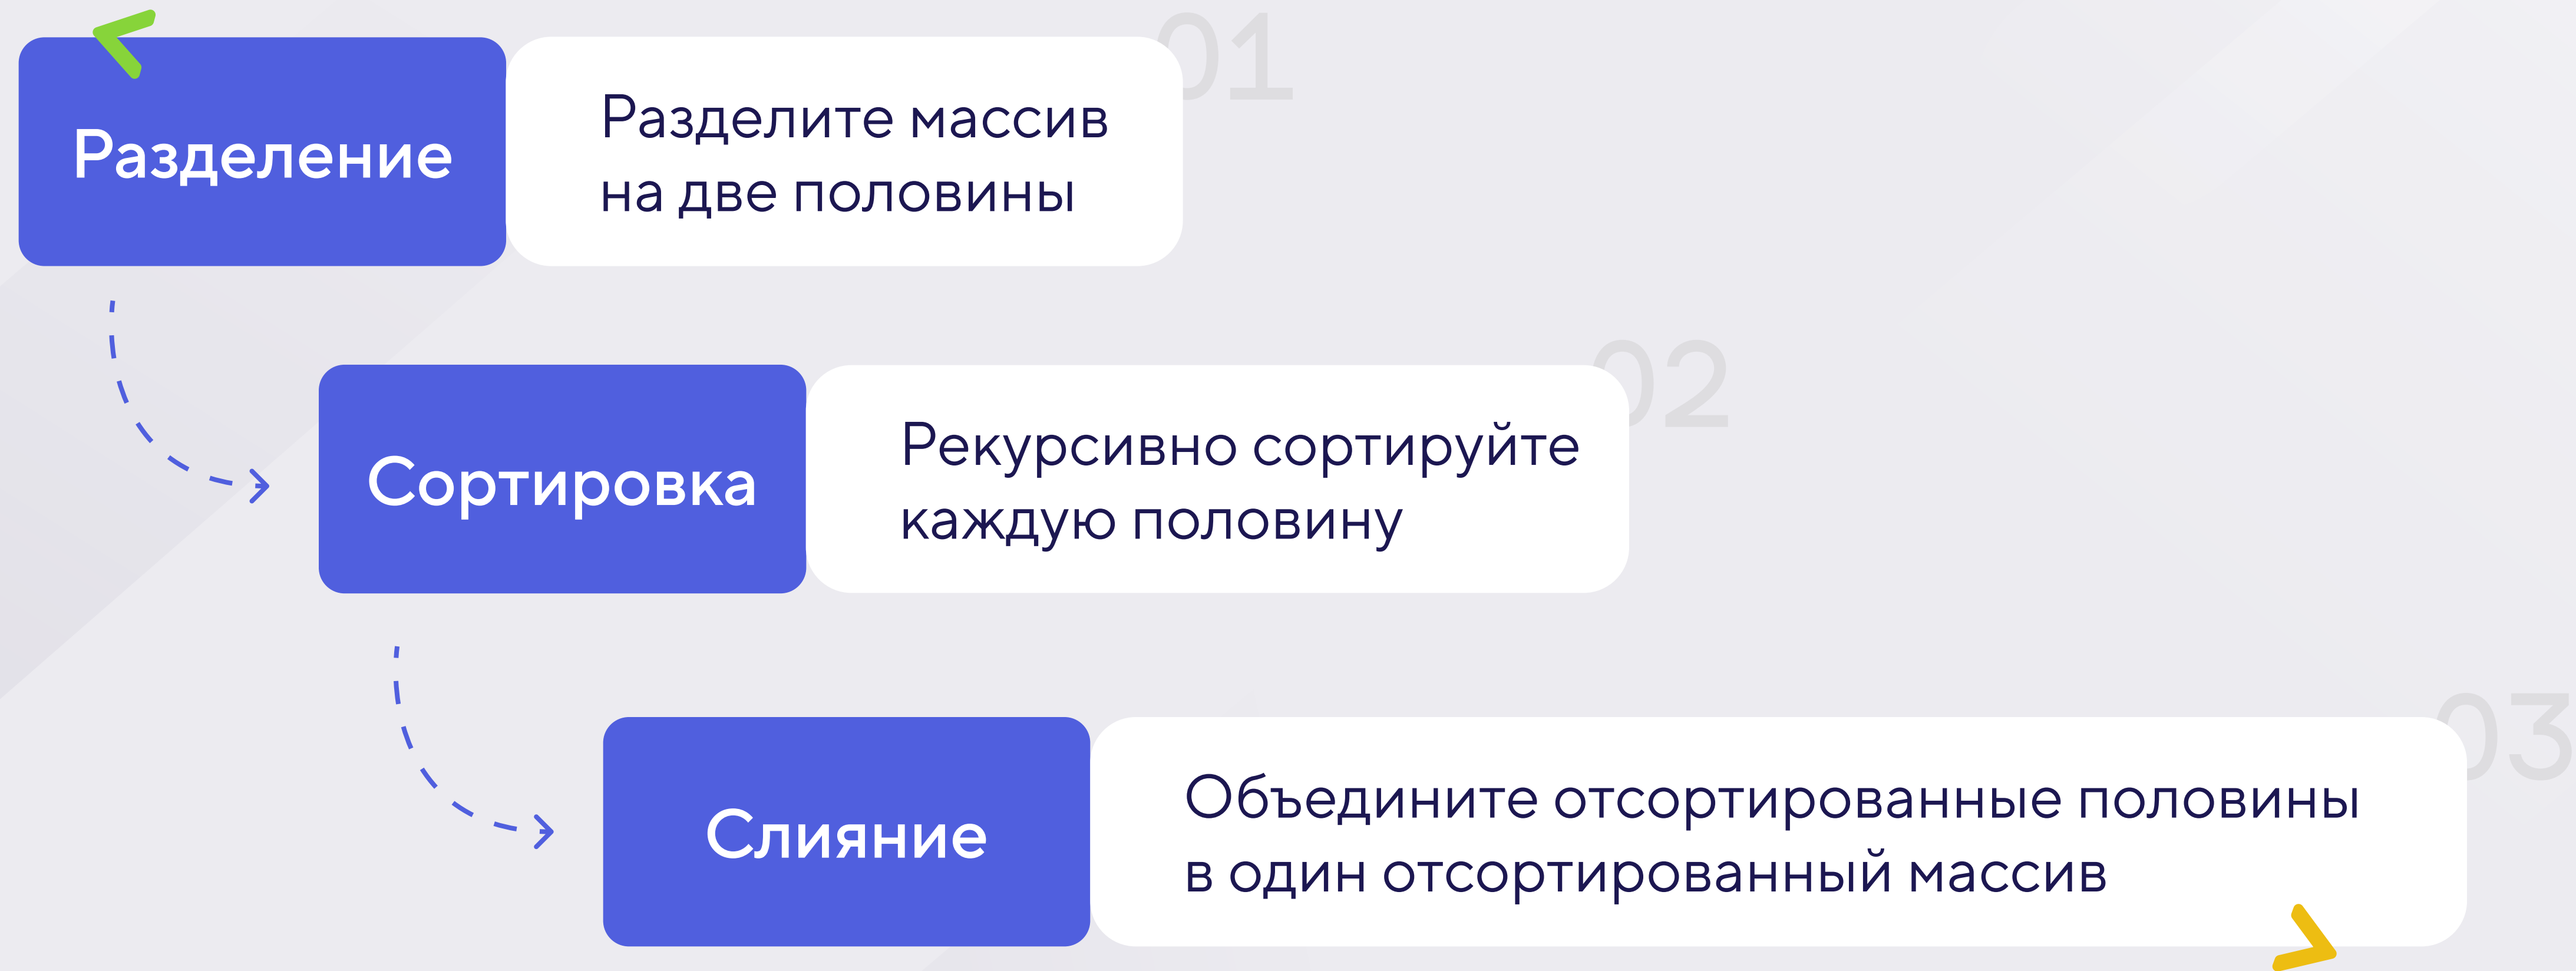 01
Разделение
Разделите массив
на две половины
02
Сортировка
Рекурсивно сортируйте
каждую половину
03
Слияние
Объедините отсортированные половины
в один отсортированный массив